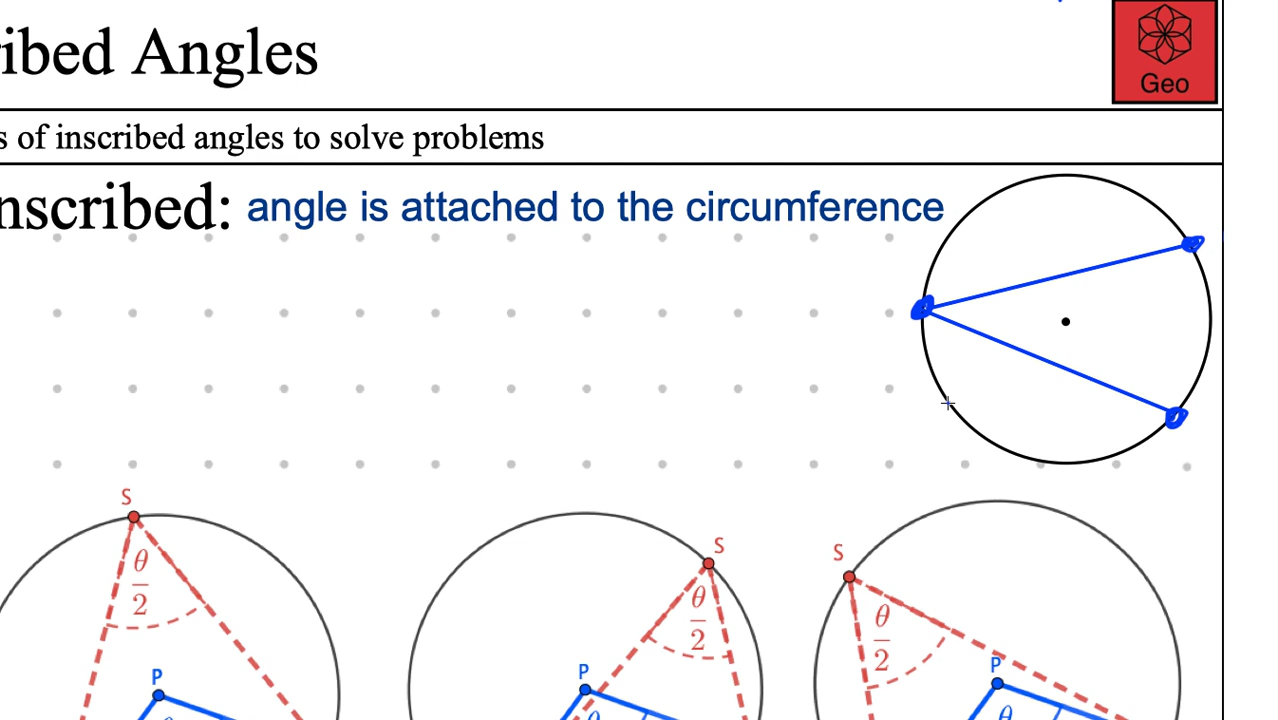 ibed Angles
Geo
s of inscribed angles to solve problems
nscribed: angle is attached to the circumference
S
θ
2
P
θ
S
θ
2
P
θ
S
θ
2
P
θ